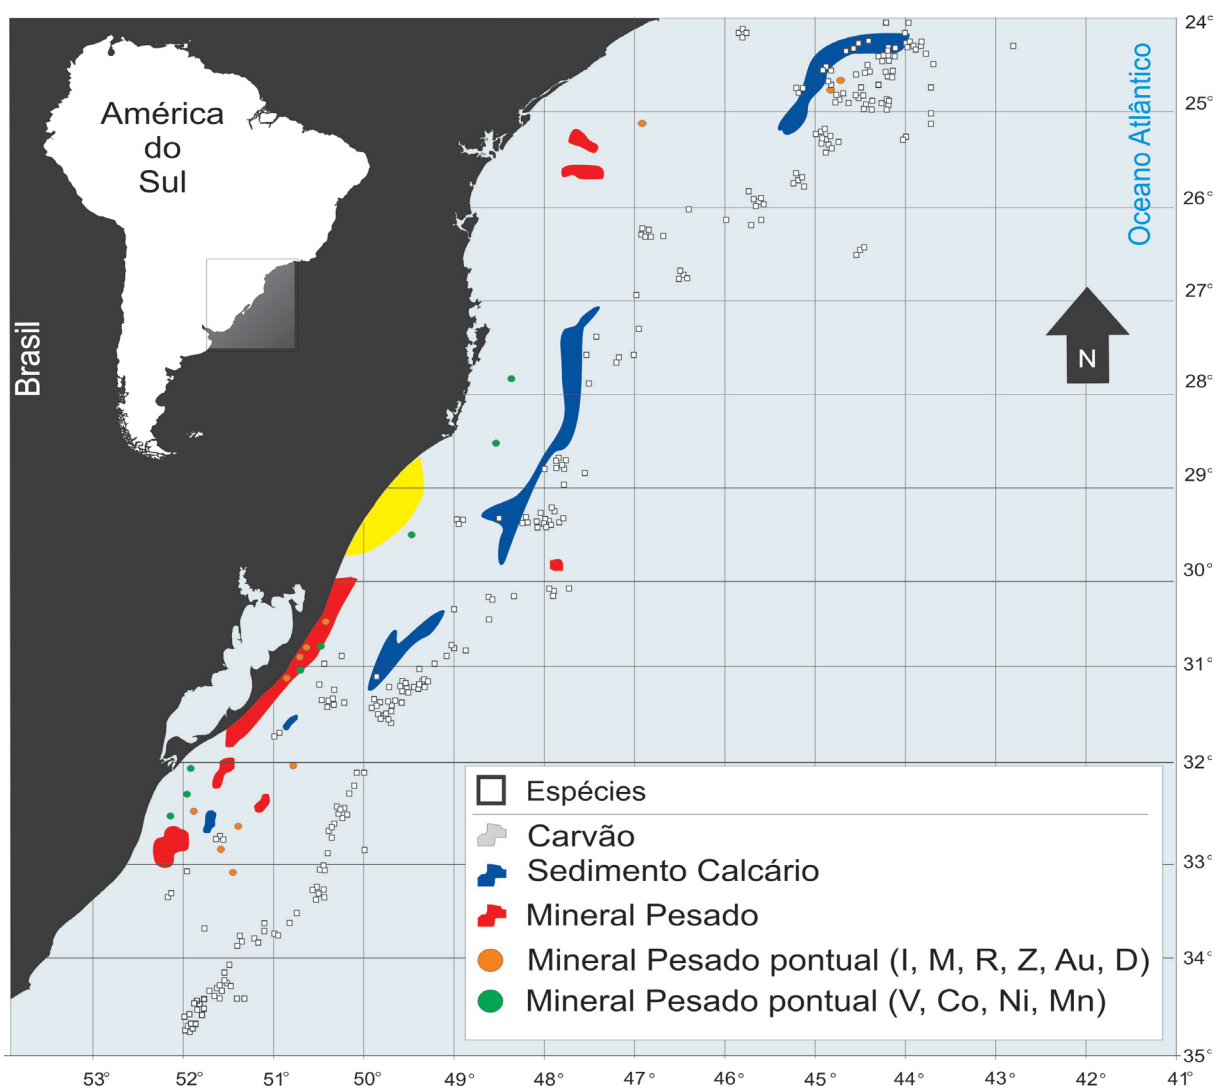 América
do
Sul
Brasil
Oceano Atlântico
N
24°
25°
26°
27°
28°
29°
30°
31°
32°
33°
34°
35°
Espécies
Carvão
Sedimento Calcário
Mineral Pesado
Mineral Pesado pontual (I, M, R, Z, Au, D)
Mineral Pesado pontual (V, Co, Ni, Mn)
53° 52° 51° 50° 49° 48° 47° 46° 45° 44° 43° 42° 41°